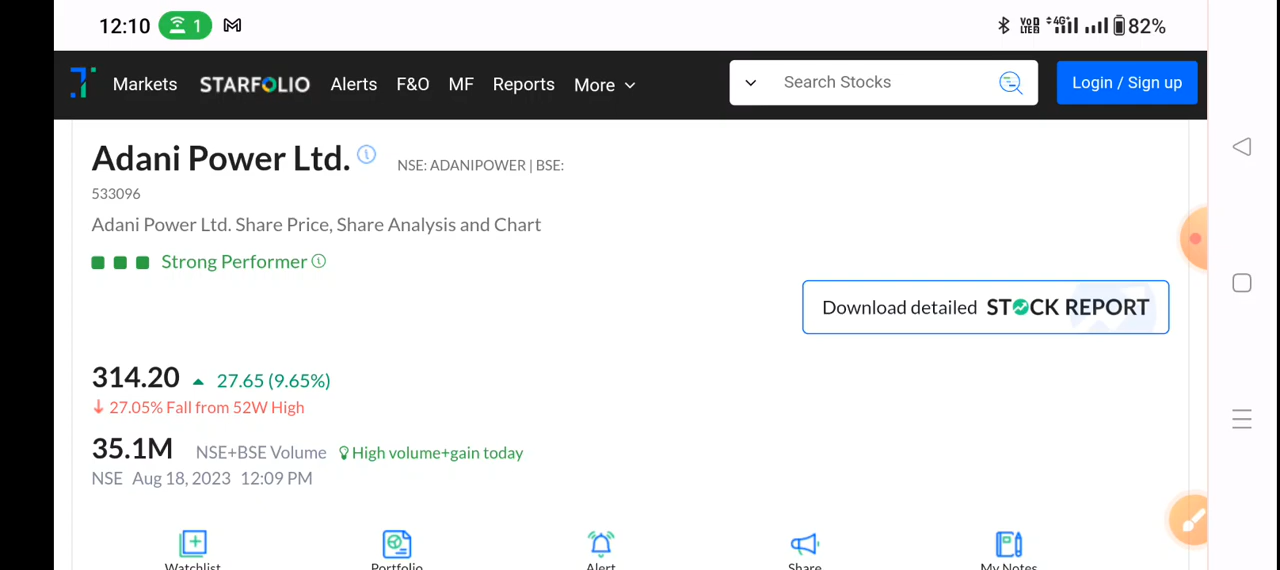 12:10 1 82%
VoD LTE2 4G+
Markets STARFOLIO Alerts F&O MF Reports More Search Stocks Login / Sign up
Adani Power Ltd. NSE: ADANIPOWER | BSE:
533096
Adani Power Ltd. Share Price, Share Analysis and Chart
Strong Performer
Download detailed STOCK REPORT
314.20 27.65 (9.65%)
27.05% Fall from 52W High
35.1M NSE+BSE Volume High volume+gain today
NSE Aug 18, 2023 12:09 PM
Watchlist Portfolio Alert Share My Notes